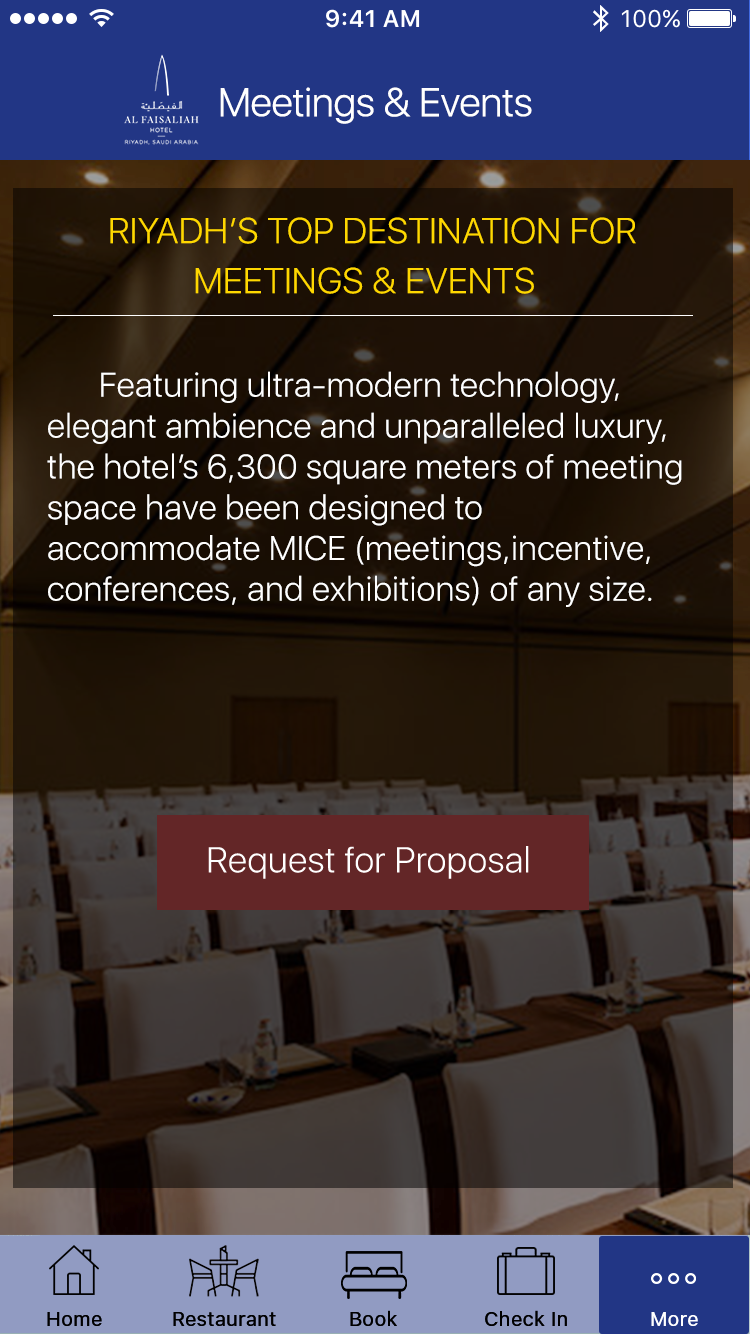 9:41 AM
100%
الفيصلية
AL FAISALIAH
HOTEL
RIYADH, SAUDI ARABIA
Meetings & Events
RIYADH’S TOP DESTINATION FOR
MEETINGS & EVENTS
Featuring ultra-modern technology,
elegant ambience and unparalleled luxury,
the hotel’s 6,300 square meters of meeting
space have been designed to
accommodate MICE (meetings,incentive,
conferences, and exhibitions) of any size.
Request for Proposal
Home
Restaurant
Book
Check In
More